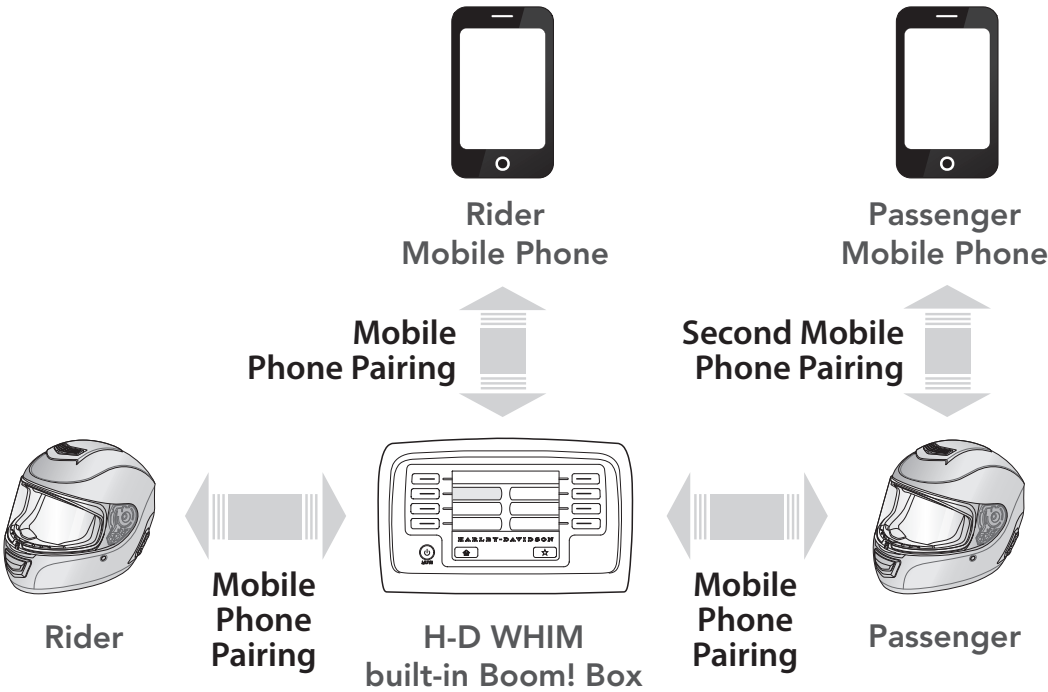 Rider
Mobile Phone
Passenger
Mobile Phone
Mobile
Phone Pairing
Second Mobile
Phone Pairing
HARLEY-DAVIDSON
Mobile
Phone
Pairing
Mobile
Phone
Pairing
Rider
H-D WHIM
built-in Boom! Box
Passenger